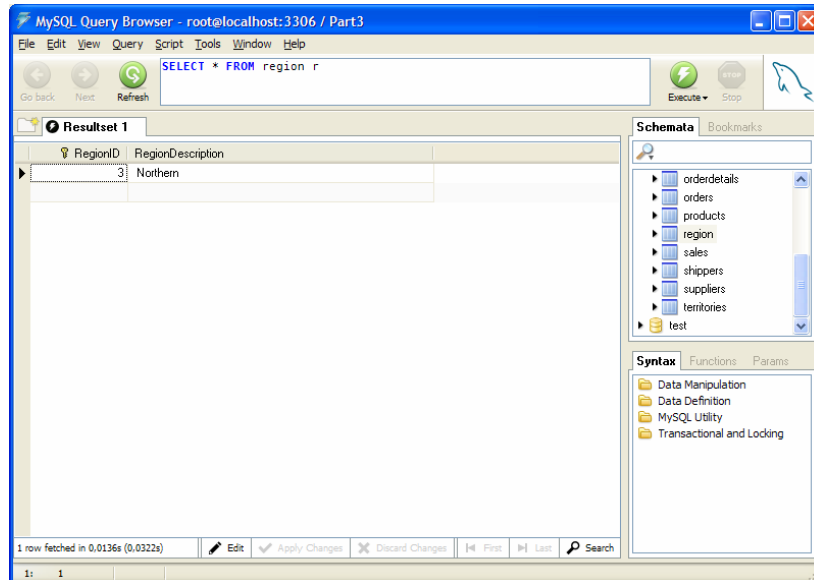 MySQL Query Browser - root@localhost:3306 / Part3
File Edit View Query Script Tools Window Help
SELECT * FROM region r
Go back Next Refresh Execute STOP Stop
Resultset 1
RegionID RegionDescription
3 Northern
Schemata Bookmarks
orderdetails
orders
products
region
sales
shippers
suppliers
territories
test
Syntax Functions Params
Data Manipulation
Data Definition
MySQL Utility
Transactional and Locking
1 row fetched in 0,0136s (0,0322s) Edit Apply Changes Discard Changes First Last Search
1: 1